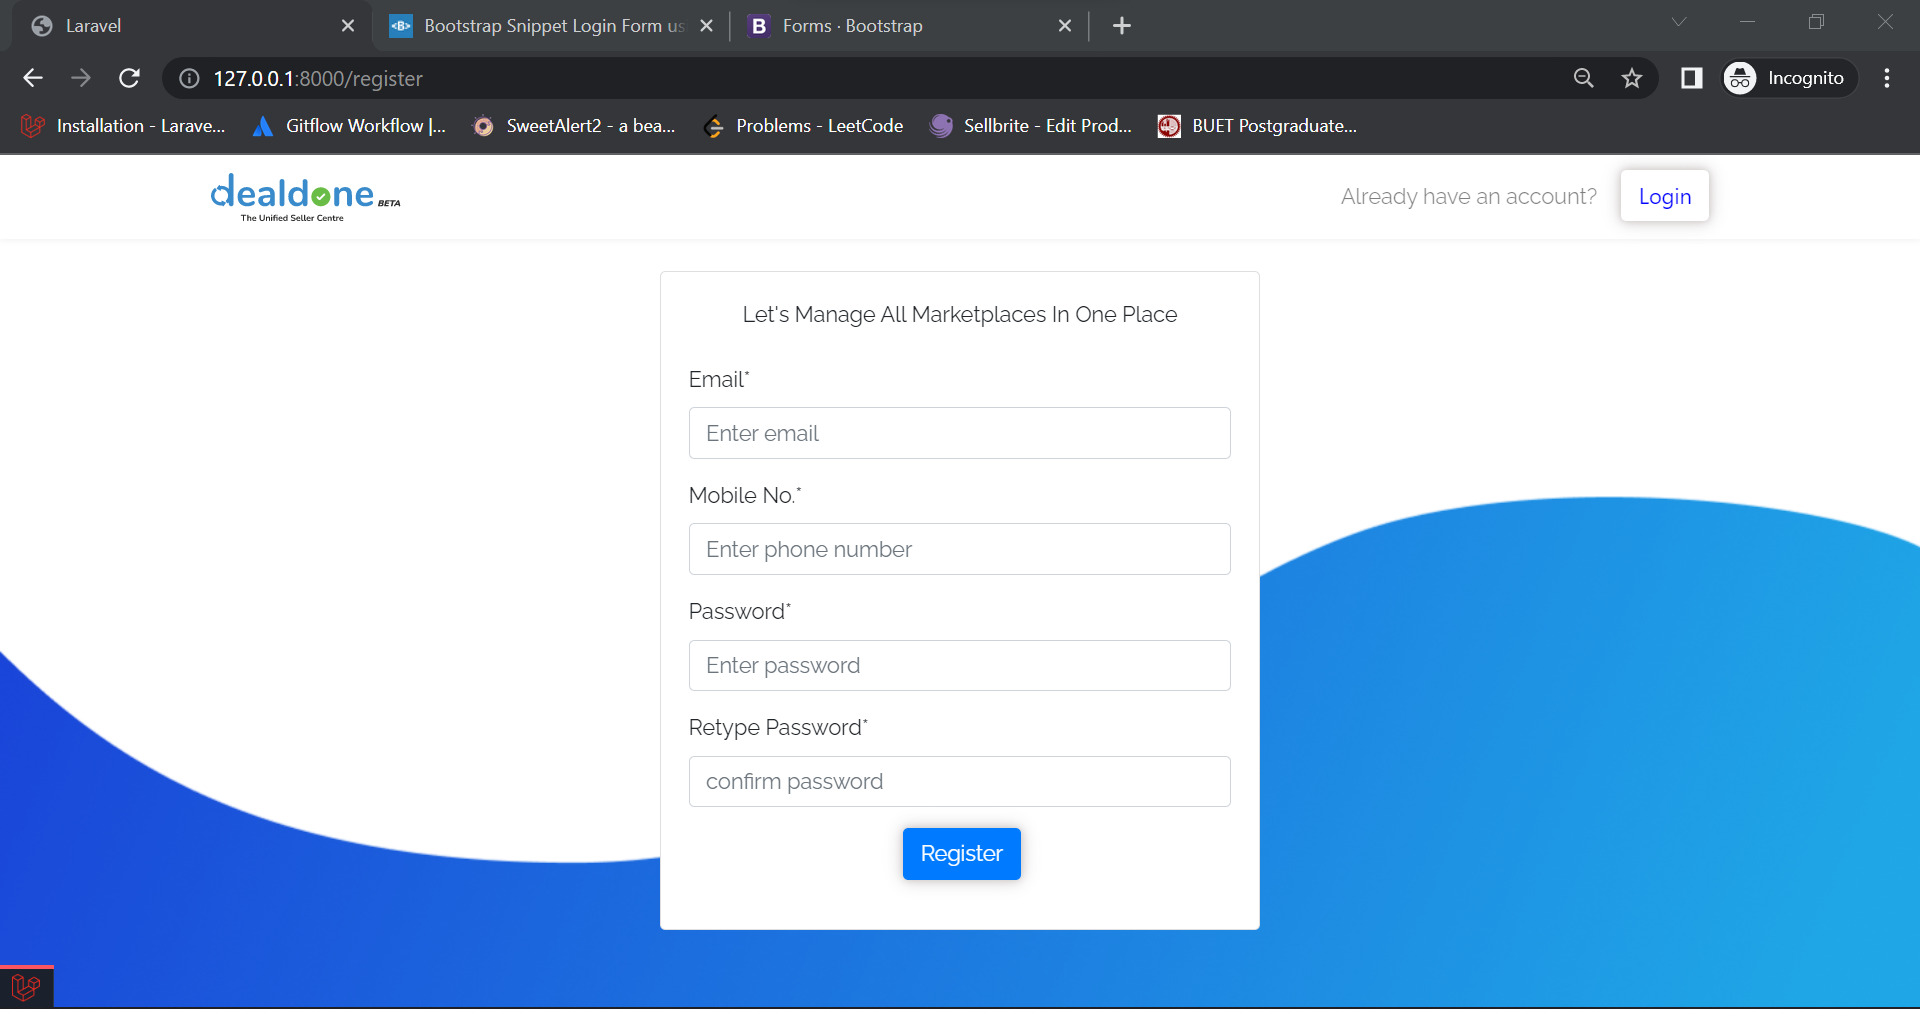 Laravel
Bootstrap Snippet Login Form us
Forms · Bootstrap
127.0.0.1:8000/register
Incognito
Installation - Larave...
Gitflow Workflow |...
SweetAlert2 - a bea...
Problems - LeetCode
Sellbrite - Edit Prod...
BUET Postgraduate...
dealdone BETA
The Unified Seller Centre
Already have an account?
Login
Let's Manage All Marketplaces In One Place
Email*
Enter email
Mobile No.*
Enter phone number
Password*
Enter password
Retype Password*
confirm password
Register